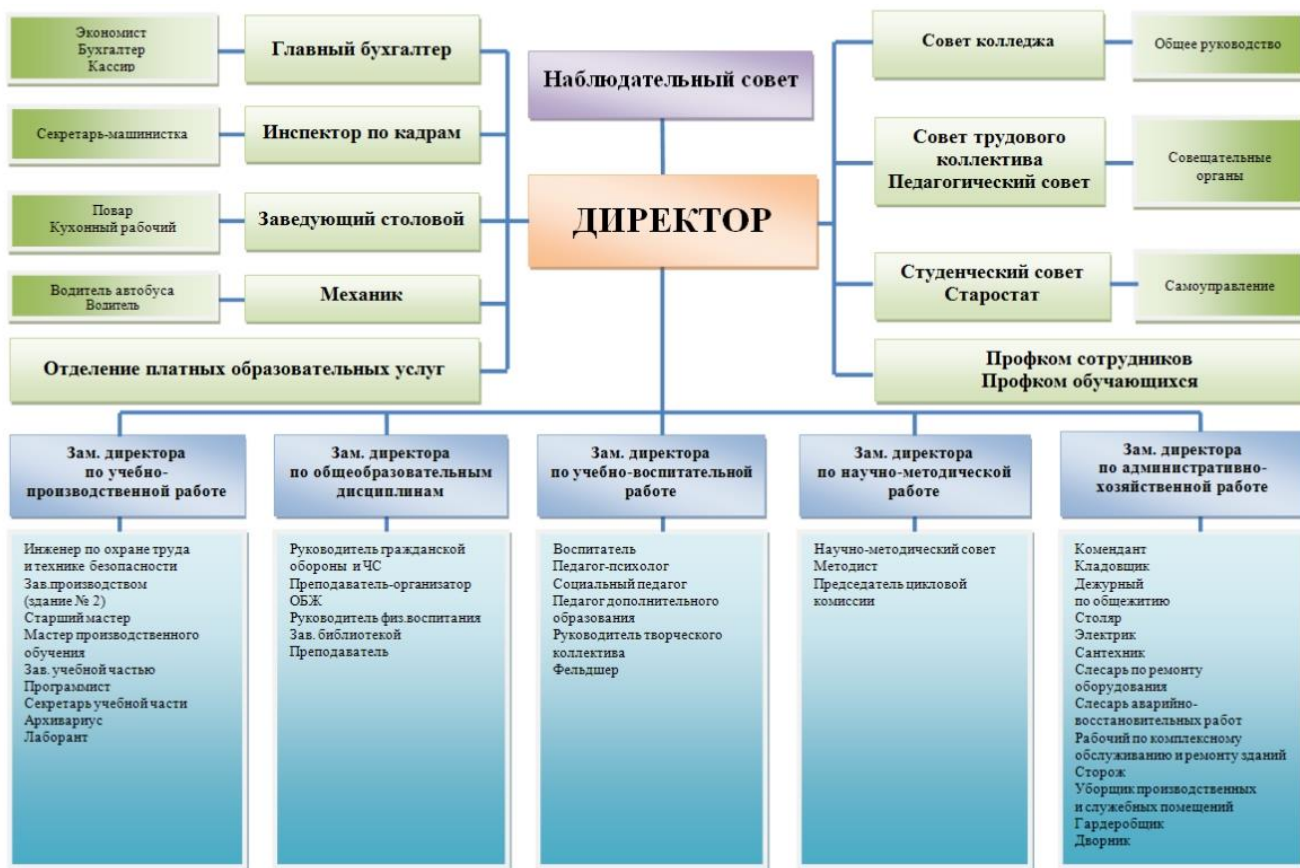 Экономист
Бухгалтер
Кассир
Главный бухгалтер
Секретарь-машинистка
Инспектор по кадрам
Повар
Кухонный рабочий
Заведующий столовой
Водитель автобуса
Водитель
Механик
Отделение платных образовательных услуг
Наблюдательный совет
ДИРЕКТОР
Совет колледжа
Общее руководство
Совет трудового
коллектива
Педагогический совет
Совещательные
органы
Студенческий совет
Старостат
Самоуправление
Профком сотрудников
Профком обучающихся
Зам. директора
по учебно-
производственной работе
Инженер по охране труда
и технике безопасности
Зав.производством
(здание № 2)
Старший мастер
Мастер производственного
обучения
Зав. учебной частью
Программист
Секретарь учебной части
Архивариус
Лаборант
Зам. директора
по общеобразовательным
дисциплинам
Руководитель гражданской
обороны и ЧС
Преподаватель-организатор
ОБЖ
Руководитель физ.воспитания
Зав. библиотекой
Преподаватель
Зам. директора
по учебно-воспитательной
работе
Воспитатель
Педагог-психолог
Социальный педагог
Педагог дополнительного
образования
Руководитель творческого
коллектива
Фельдшер
Зам. директора
по научно-методической
работе
Научно-методический совет
Методист
Председатель цикловой
комиссии
Зам. директора
по административно-
хозяйственной работе
Комендант
Кладовщик
Дежурный
по общежитию
Столяр
Электрик
Сантехник
Слесарь по ремонту
оборудования
Слесарь аварийно-
восстановительных работ
Рабочий по комплексному
обслуживанию и ремонту зданий
Сторож
Уборщик производственных
и служебных помещений
Гардеробщик
Дворник